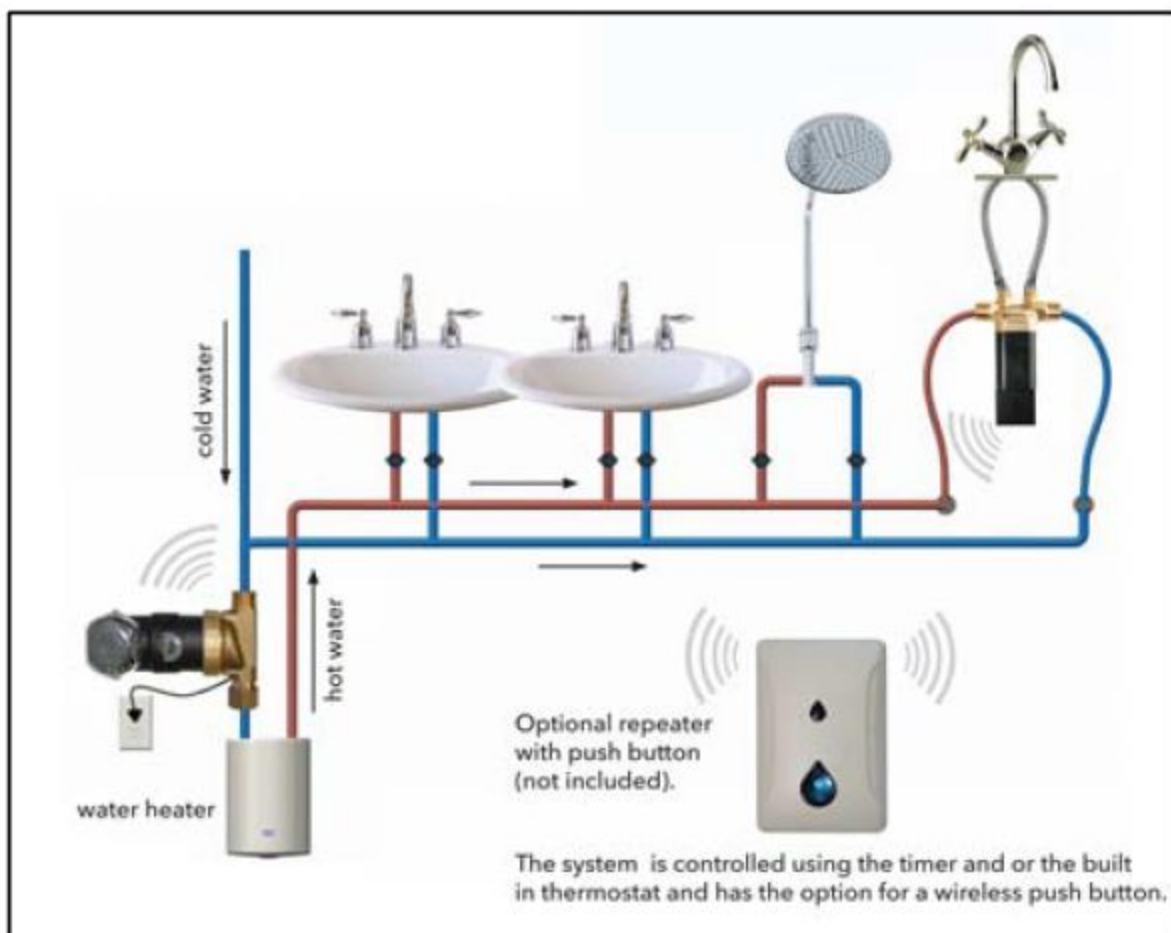 cold water
hot water
water heater
Optional repeater
with push button
(not included).
The system is controlled using the timer and or the built
in thermostat and has the option for a wireless push button.